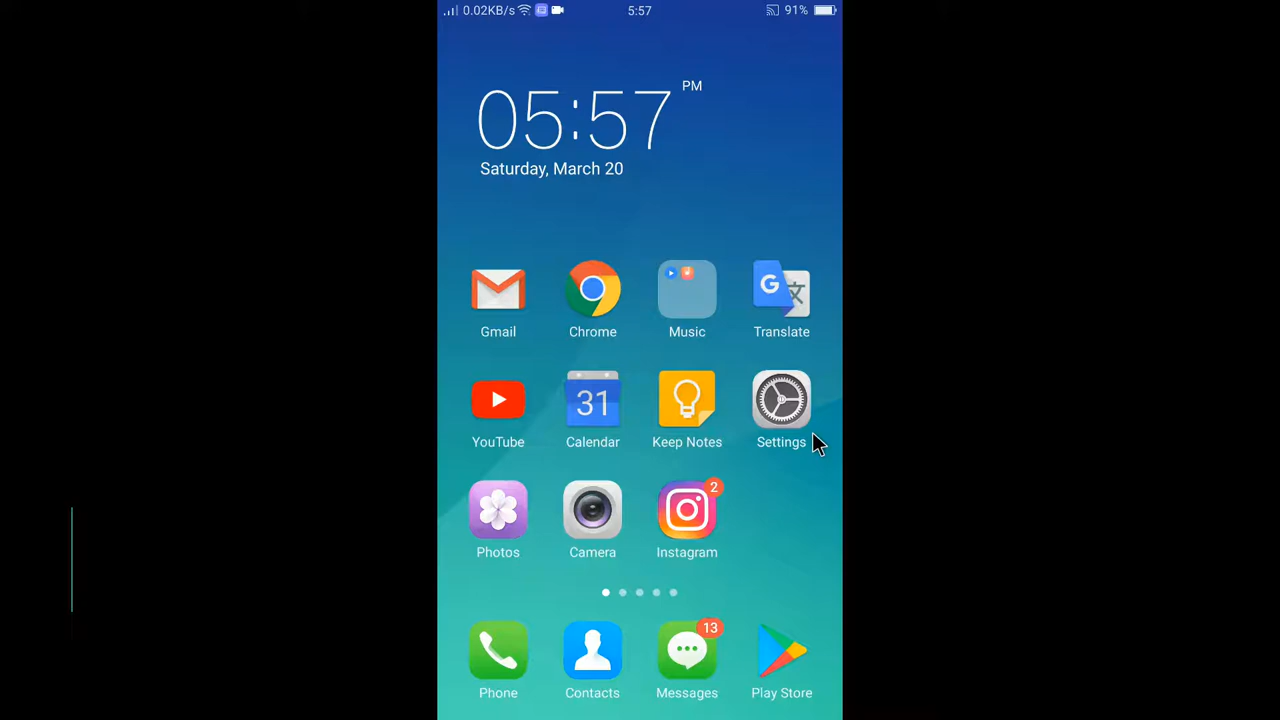 0.02KB/s 5:57 91%
05:57 PM
Saturday, March 20
Gmail Chrome Music Translate
31
YouTube Calendar Keep Notes Settings
2
Photos Camera Instagram
13
Phone Contacts Messages Play Store